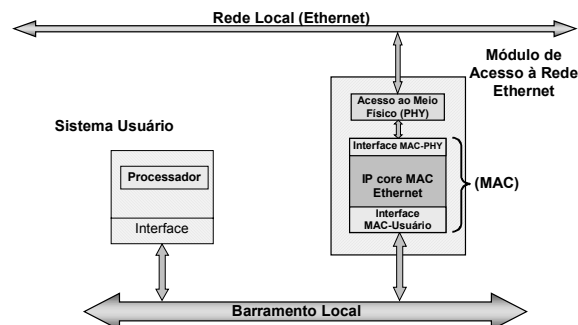 Rede Local (Ethernet)
Módulo de
Acesso à Rede
Ethernet
Acesso ao Meio
Físico (PHY)
Sistema Usuário
Interface MAC-PHY
Processador
IP core MAC
Ethernet
(MAC)
Interface
MAC-Usuário
Interface
Barramento Local